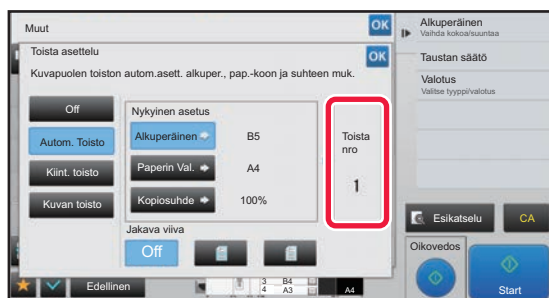 Muut
OK
Toista asettelu
OK
Kuvapuolen toiston autom.asett. alkuper., pap.-koon ja suhteen muk.
Off
Autom. Toisto
Kiint. toisto
Kuvan toisto
Nykyinen asetus
Alkuperäinen
B5
Paperin Val.
A4
Kopiosuhde
100%
Toista
nro
1
Jakava viiva
Off
Edellinen
3 B4
4 A3
A4
Alkuperäinen
Vaihda kokoa/suuntaa
Taustan säätö
Valotus
Valitse tyyppi/valotus
Esikatselu
CA
Oikovedos
Start